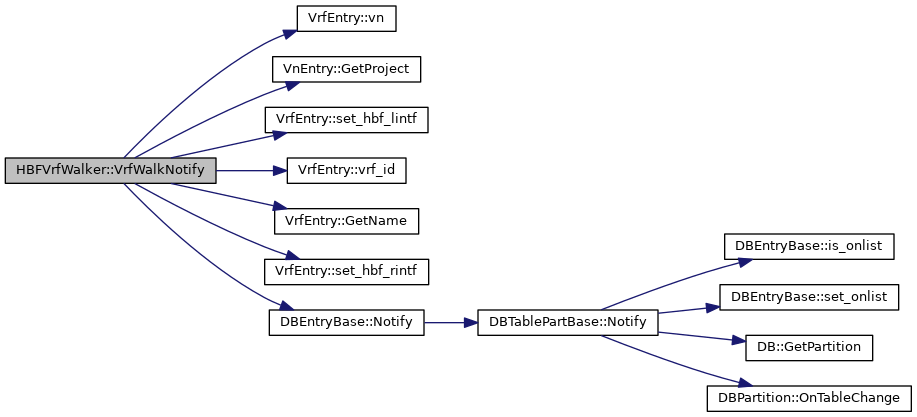 HBFVrfWalker::VrfWalkNotify
VrfEntry::vn
VnEntry::GetProject
VrfEntry::set_hbf_lintf
VrfEntry::vrf_id
VrfEntry::GetName
VrfEntry::set_hbf_rintf
DBEntryBase::Notify
DBTablePartBase::Notify
DBEntryBase::is_onlist
DBEntryBase::set_onlist
DB::GetPartition
DBPartition::OnTableChange